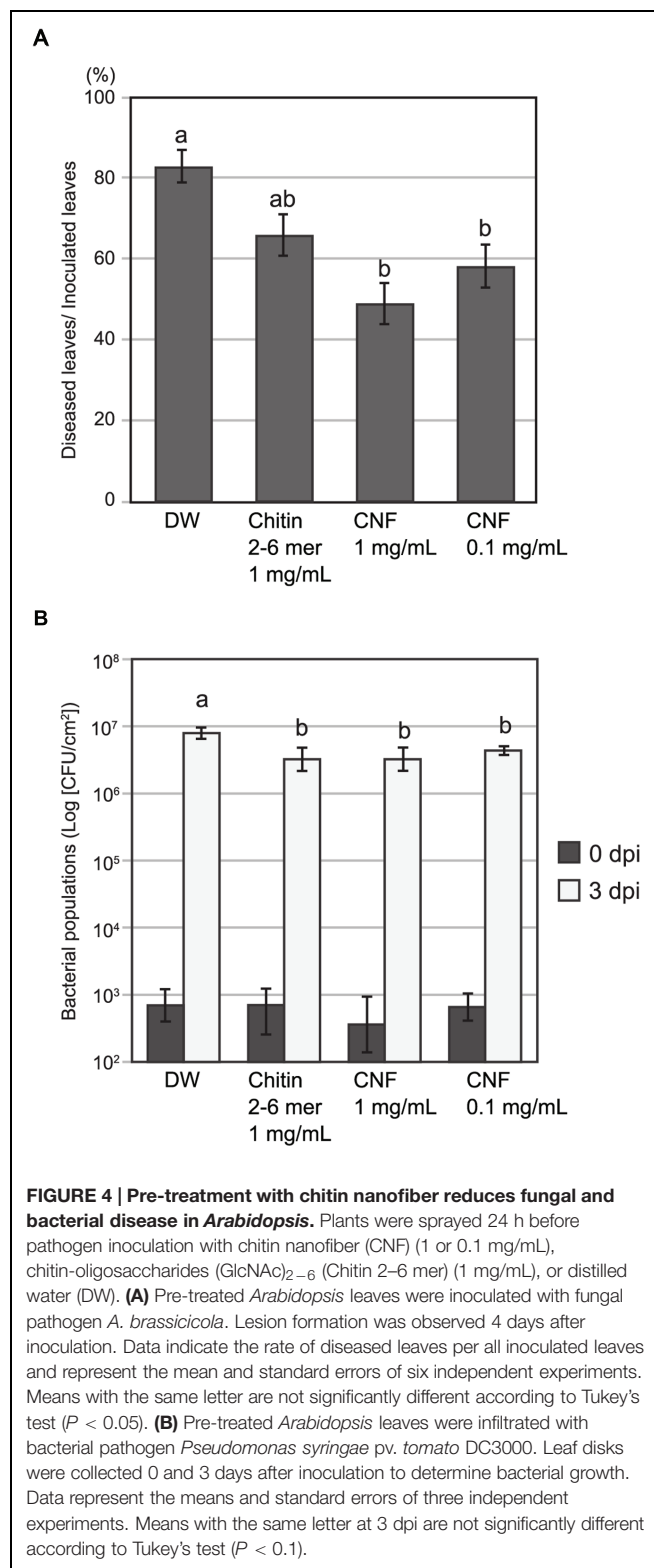 A
(%)
100
80
60
40
20
0
Diseased leaves/ Inoculated leaves
a
ab
b
b
DW
Chitin
2-6 mer
1 mg/mL
CNF
1 mg/mL
CNF
0.1 mg/mL
B
10⁸
10⁷
10⁶
10⁵
10⁴
10³
10²
Bacterial populations (Log [CFU/cm²])
a
b
b
b
0 dpi
3 dpi
DW
Chitin
2-6 mer
1 mg/mL
CNF
1 mg/mL
CNF
0.1 mg/mL
FIGURE 4 | Pre-treatment with chitin nanofiber reduces fungal and
bacterial disease in Arabidopsis. Plants were sprayed 24 h before
pathogen inoculation with chitin nanofiber (CNF) (1 or 0.1 mg/mL),
chitin-oligosaccharides (GlcNAc)₂₋₆ (Chitin 2–6 mer) (1 mg/mL), or distilled
water (DW). (A) Pre-treated Arabidopsis leaves were inoculated with fungal
pathogen A. brassicicola. Lesion formation was observed 4 days after
inoculation. Data indicate the rate of diseased leaves per all inoculated leaves
and represent the mean and standard errors of six independent experiments.
Means with the same letter are not significantly different according to Tukey's
test (P < 0.05). (B) Pre-treated Arabidopsis leaves were infiltrated with
bacterial pathogen Pseudomonas syringae pv. tomato DC3000. Leaf disks
were collected 0 and 3 days after inoculation to determine bacterial growth.
Data represent the means and standard errors of three independent
experiments. Means with the same letter at 3 dpi are not significantly different
according to Tukey's test (P < 0.1).